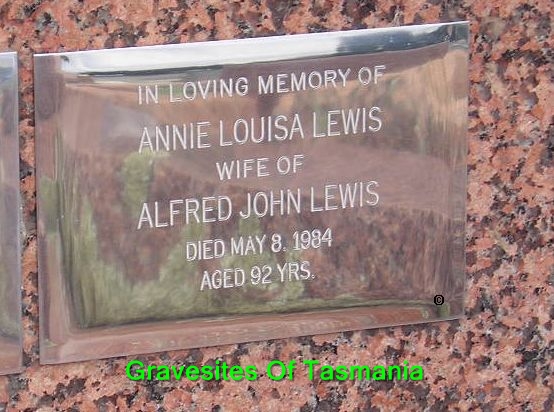 IN LOVING MEMORY OF
ANNIE LOUISA LEWIS
WIFE OF
ALFRED JOHN LEWIS
DIED MAY 8, 1984
AGED 92 YRS.
©
Gravesites Of Tasmania